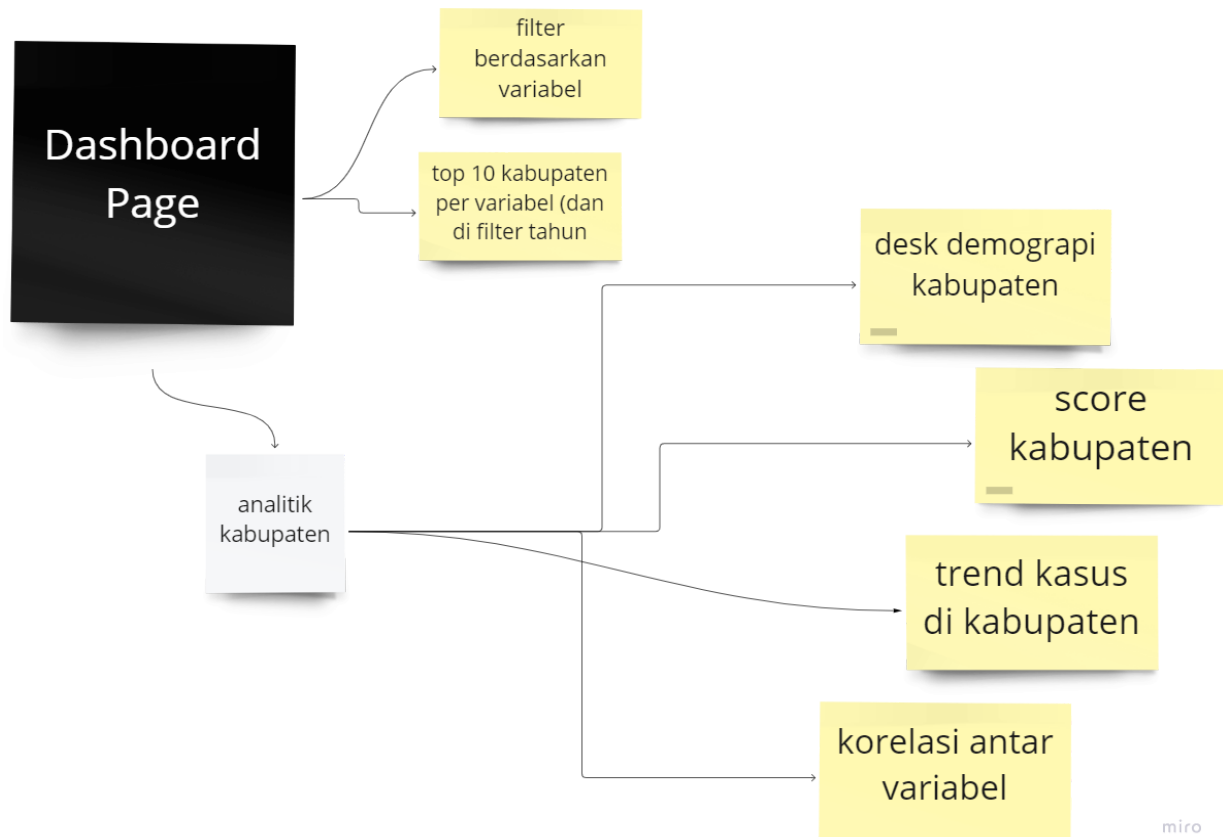 Dashboard
Page
filter
berdasarkan
variabel
top 10 kabupaten
per variabel (dan
di filter tahun
desk demograpi
kabupaten
score
kabupaten
analitik
kabupaten
trend kasus
di kabupaten
korelasi antar
variabel
miro